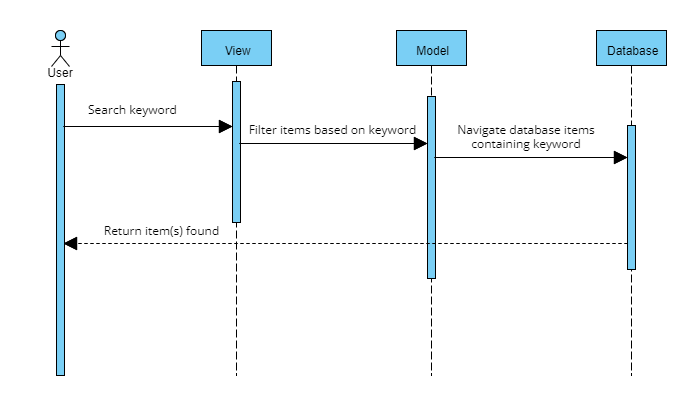 User
View
Model
Database
Search keyword
Filter items based on keyword
Navigate database items
containing keyword
Return item(s) found